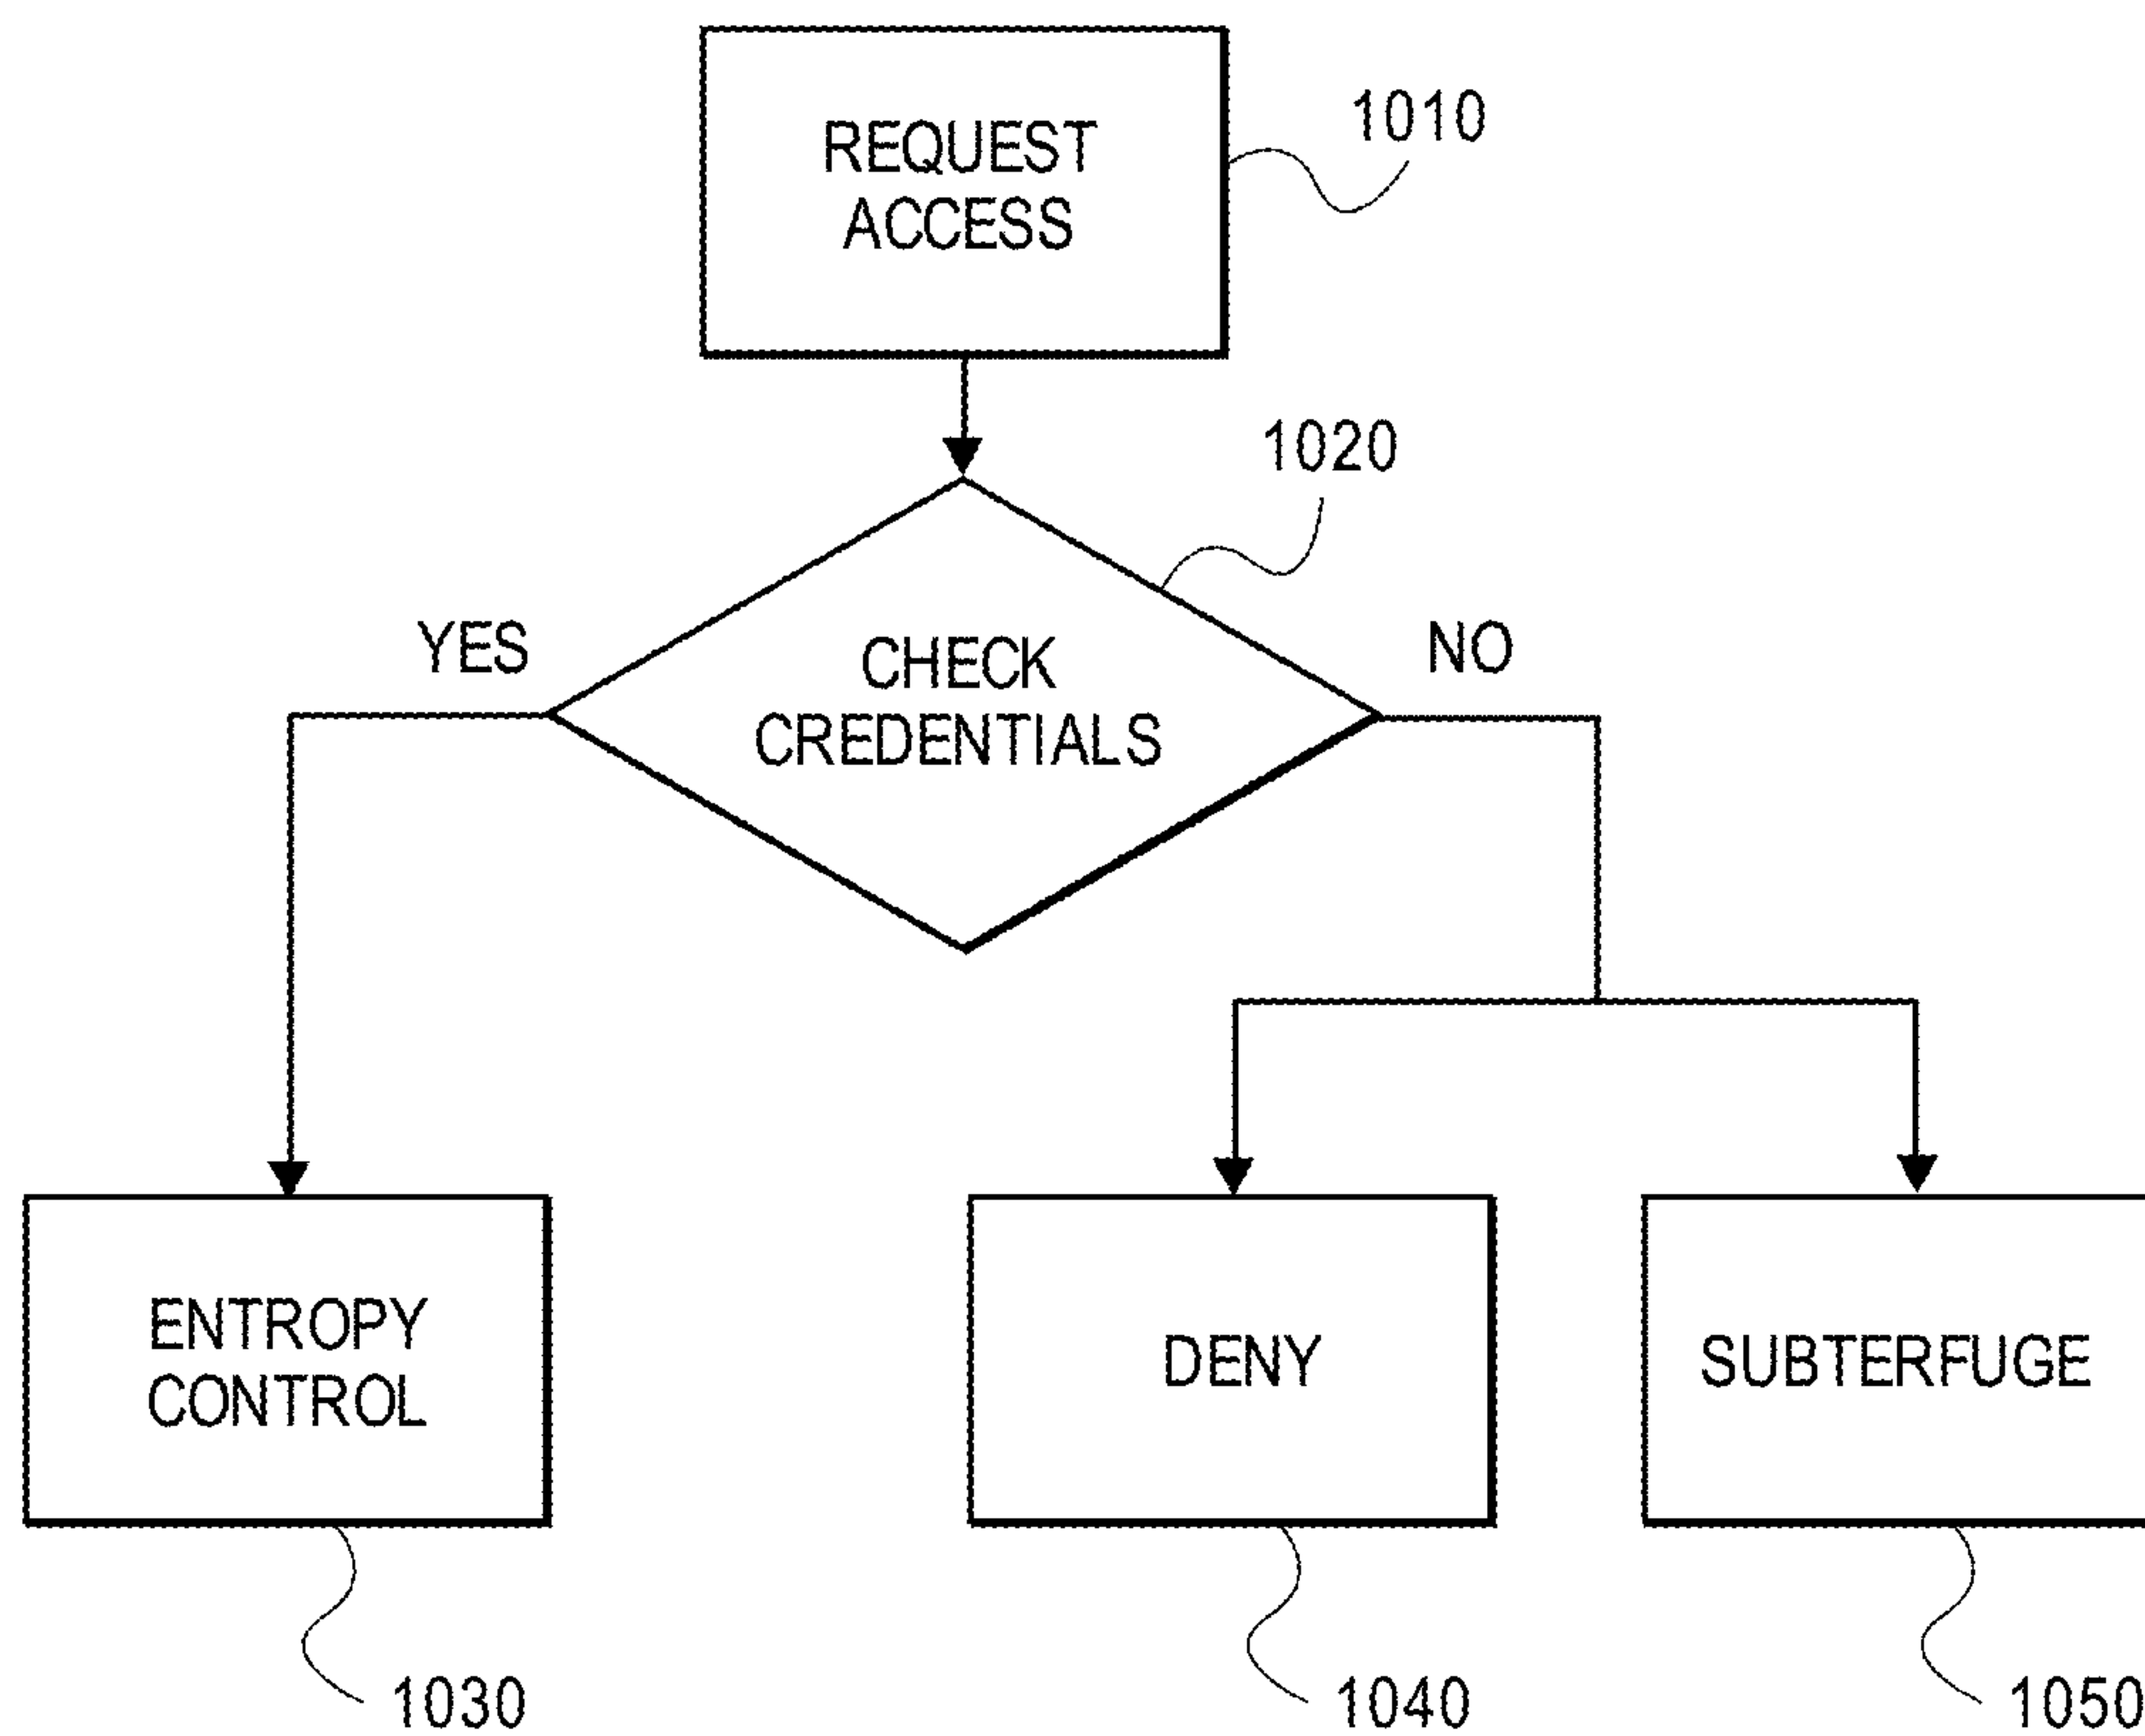 REQUEST
ACCESS
1010
1020
YES
CHECK
CREDENTIALS
NO
ENTROPY
CONTROL
DENY
SUBTERFUGE
1030
1040
1050